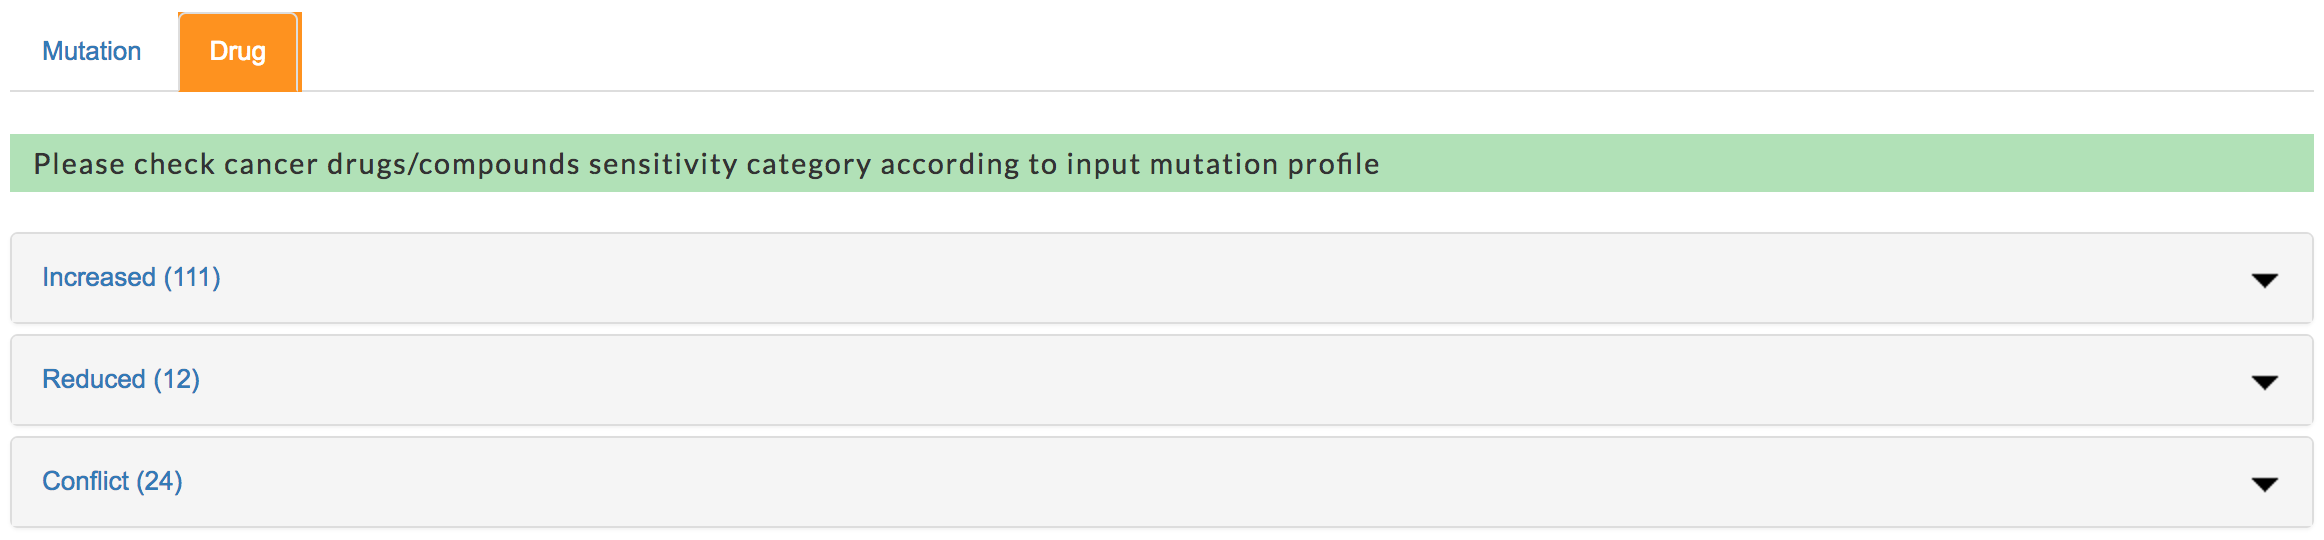 Mutation Drug
Please check cancer drugs/compounds sensitivity category according to input mutation profile
Increased (111)
Reduced (12)
Conflict (24)